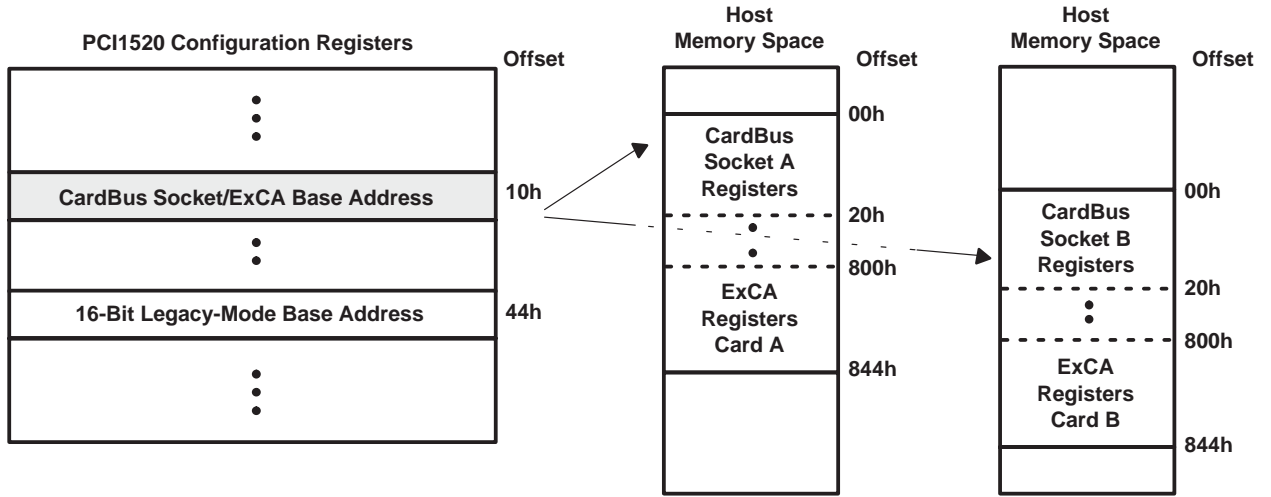 PCI1520 Configuration Registers
Offset
CardBus Socket/ExCA Base Address
10h
16-Bit Legacy-Mode Base Address
44h
Host
Memory Space
Offset
00h
CardBus
Socket A
Registers
20h
800h
ExCA
Registers
Card A
844h
Host
Memory Space
Offset
00h
CardBus
Socket B
Registers
20h
800h
ExCA
Registers
Card B
844h